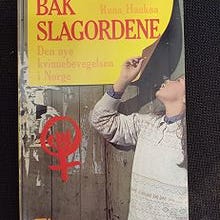 BAK
Runa Haukaa
SLAGORDENE
Den nye
kvinnebevegelsen
i Norge